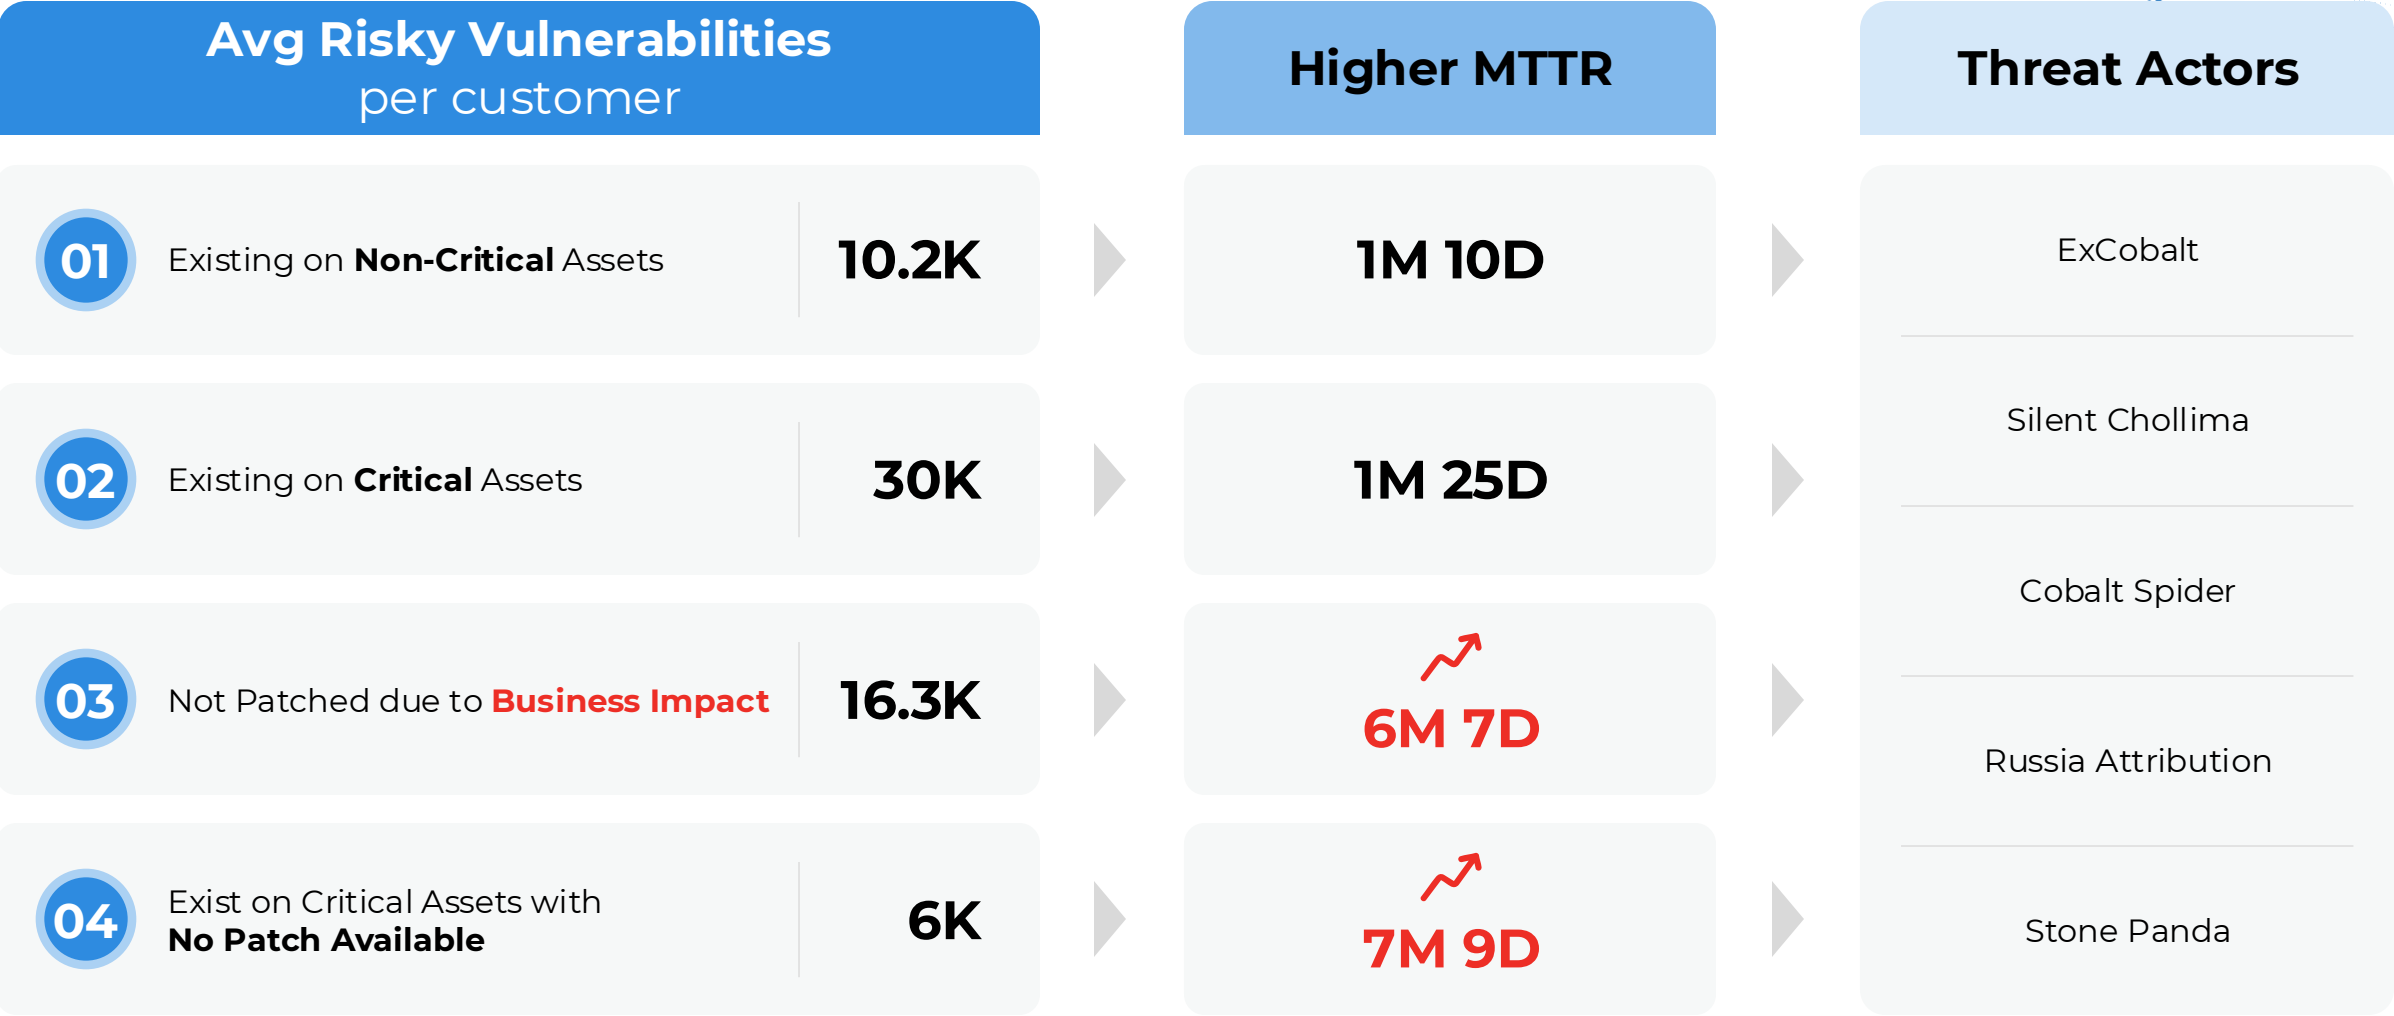 Avg Risky Vulnerabilities
per customer
Higher MTTR
Threat Actors
01
Existing on Non-Critical Assets
10.2K
1M 10D
02
Existing on Critical Assets
30K
1M 25D
03
Not Patched due to Business Impact
16.3K
6M 7D
04
Exist on Critical Assets with
No Patch Available
6K
7M 9D
ExCobalt
Silent Chollima
Cobalt Spider
Russia Attribution
Stone Panda